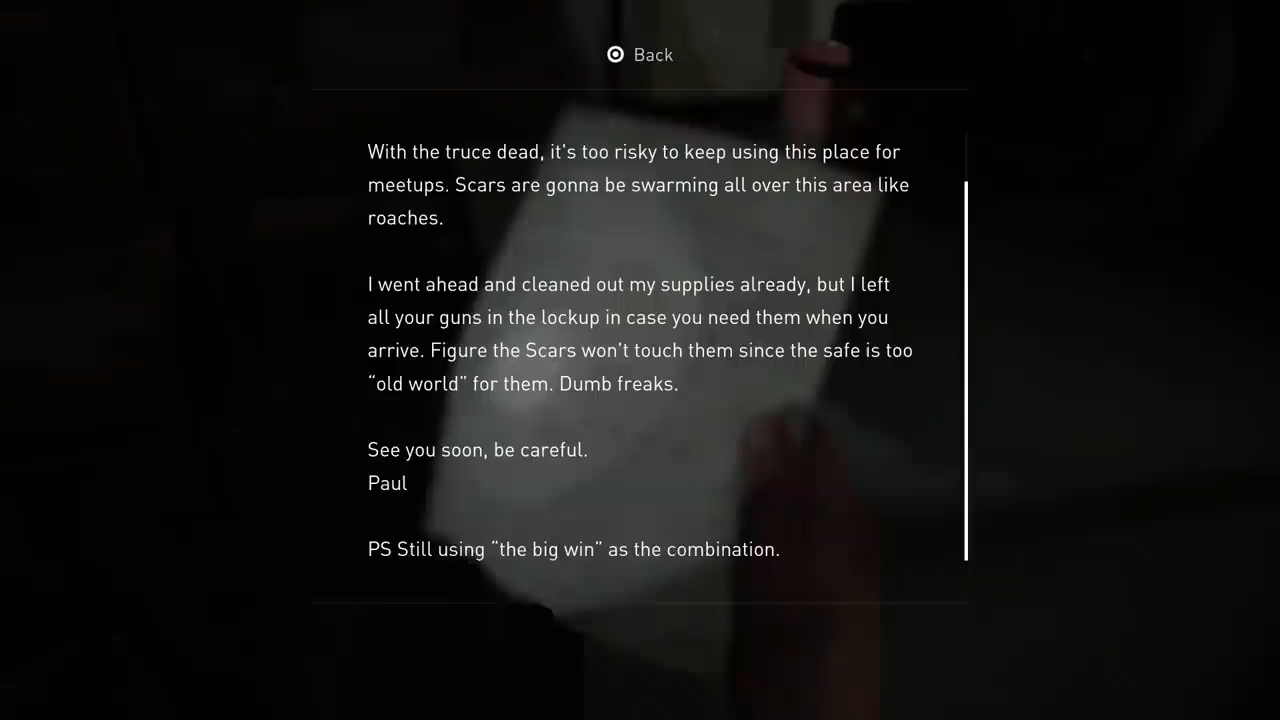 Back
With the truce dead, it's too risky to keep using this place for
meetups. Scars are gonna be swarming all over this area like
roaches.
I went ahead and cleaned out my supplies already, but I left
all your guns in the lockup in case you need them when you
arrive. Figure the Scars won't touch them since the safe is too
“old world” for them. Dumb freaks.
See you soon, be careful.
Paul
PS Still using “the big win” as the combination.